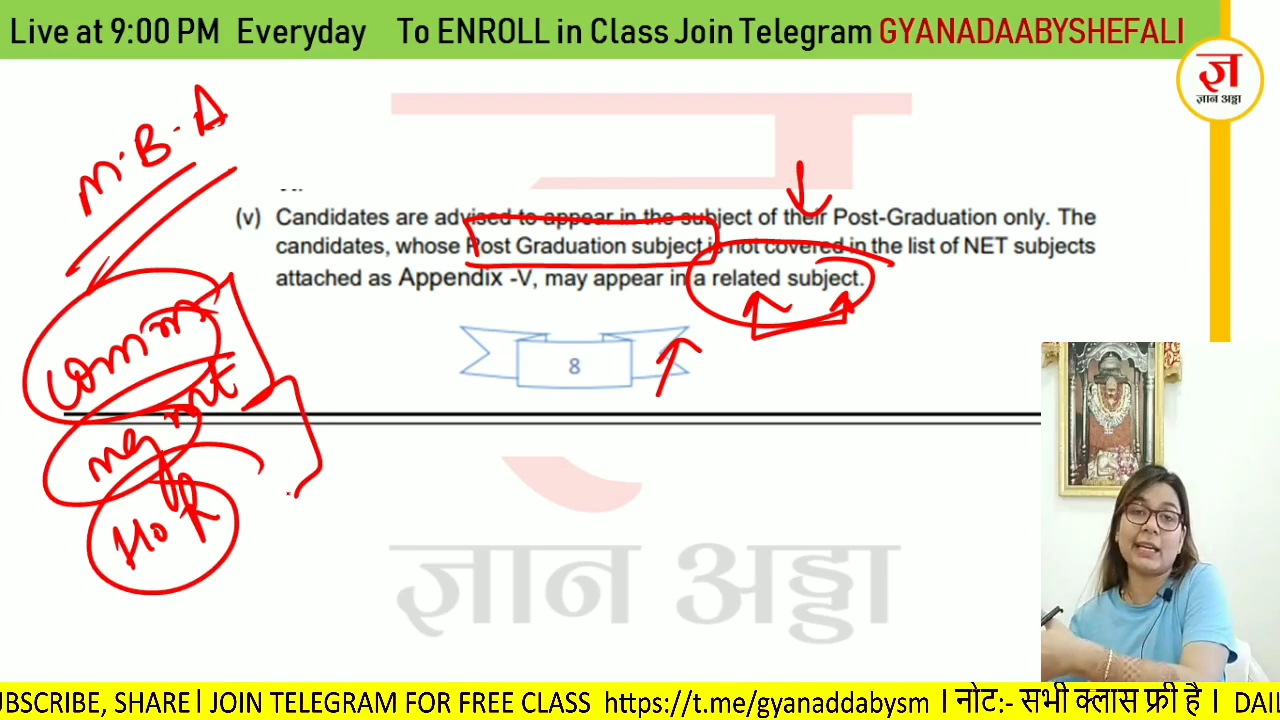 Live at 9:00 PM Everyday To ENROLL in Class Join Telegram GYANADAABYSHEFALI
ज्ञ
ज्ञान अड्डा
M.B.A
(v) Candidates are advised to appear in the subject of their Post-Graduation only. The
candidates, whose Post Graduation subject is not covered in the list of NET subjects
attached as Appendix -V, may appear in a related subject.
8
comm
mgmt
ज्ञान अड्डा
UBSCRIBE, SHARE। JOIN TELEGRAM FOR FREE CLASS https://t.me/gyanaddabysm । नोटः- सभी क्लास फ्री है । DAI